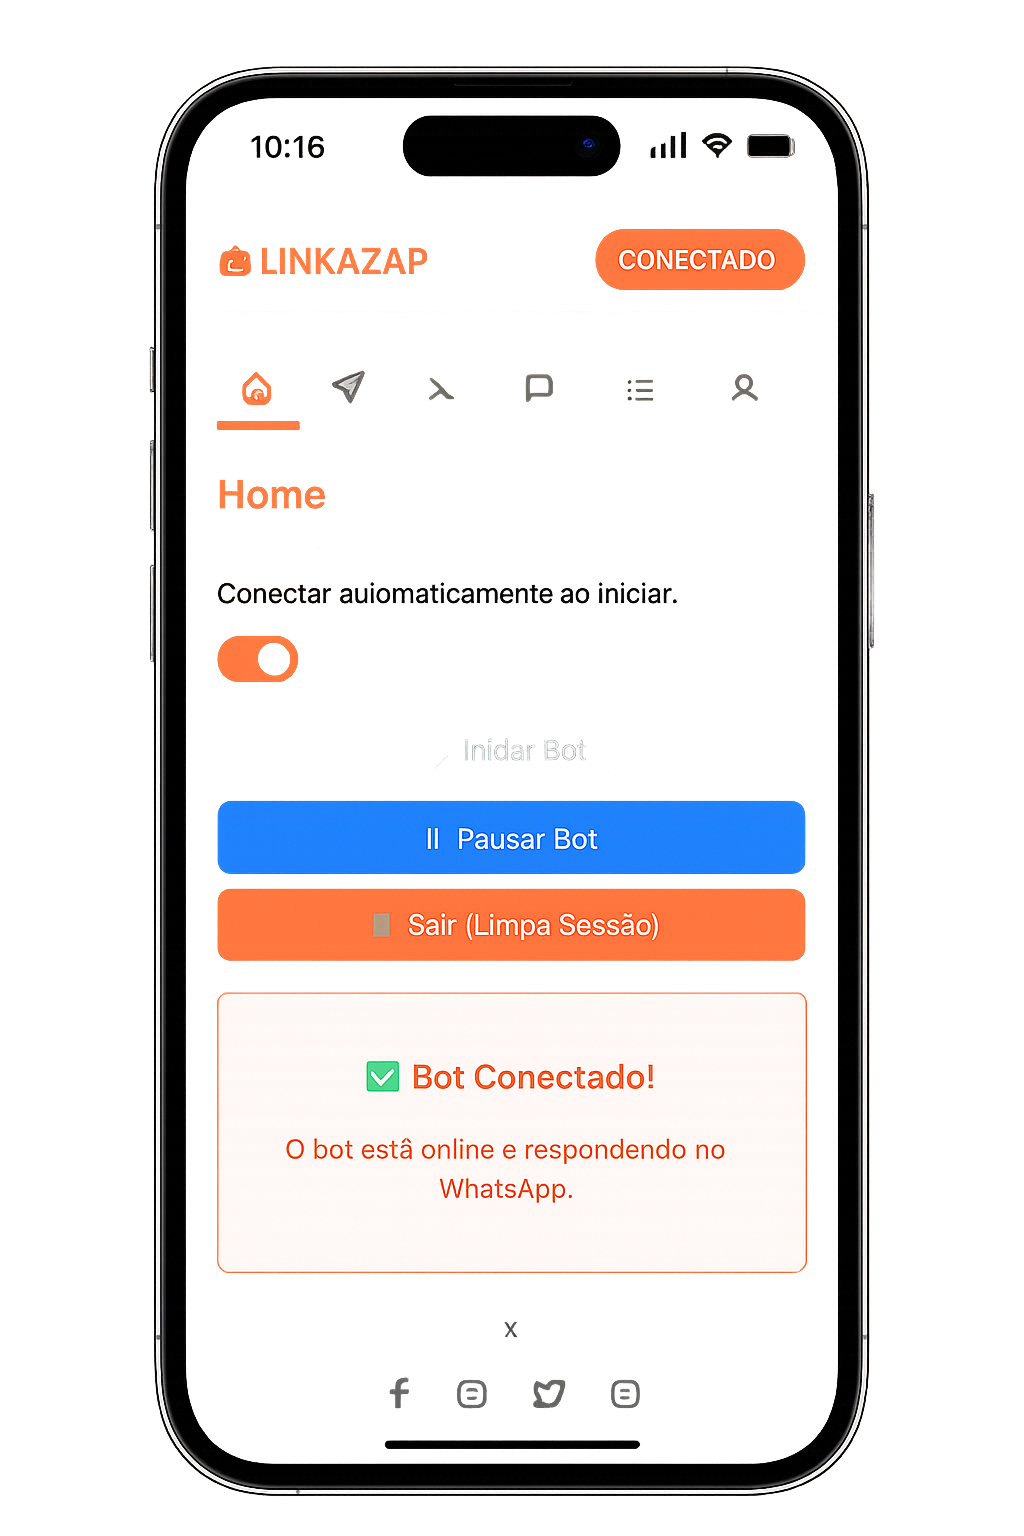 10:16
LINKAZAP
CONECTADO
Home
Conectar auiomaticamente ao iniciar.
Inidar Bot
Pausar Bot
Sair (Limpa Sessão)
Bot Conectado!
O bot estâ online e respondendo no
WhatsApp.
x